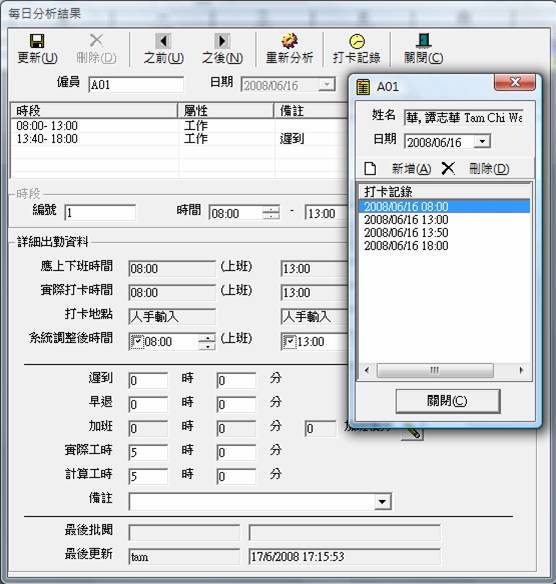 每日分析結果
更新(U) 刪除(D) 之前(U) 之後(N) 重新分析 打卡記錄 關閉(C)
僱員 A01 日期 2008/06/16
時段 屬性 備註
08:00- 13:00 工作
13:40- 18:00 工作 遲到
時段
編號 1 時間 08:00 - 13:00
詳細出勤資料
應上下班時間 08:00 (上班) 13:00
實際打卡時間 08:00 (上班) 13:00
打卡地點 人手輸入 人手輸入
系統調整後時間 08:00 (上班) 13:00
遲到 0 時 0 分
早退 0 時 0 分
加班 0 時 0 分 0
實際工時 5 時 0 分
計算工時 5 時 0 分
備註
最後批閱
最後更新 tam 17/6/2008 17:15:53
A01
姓名 華, 譚志華 Tam Chi Wa
日期 2008/06/16
新增(A) 刪除(D)
打卡記錄
2008/06/16 08:00
2008/06/16 13:00
2008/06/16 13:50
2008/06/16 18:00
關閉(C)